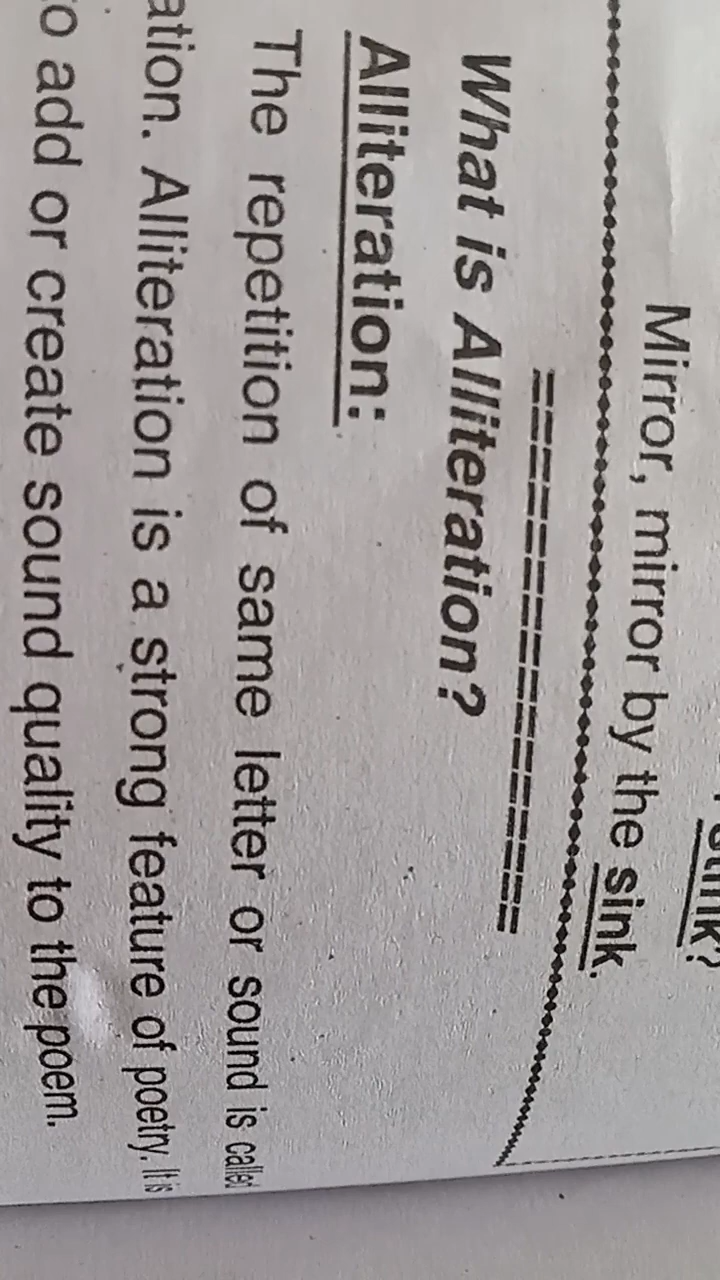 Mirror, mirror by the sink.
What is Alliteration?
Alliteration:
The repetition of same letter or sound is called
ation. Alliteration is a strong feature of poetry. It is
to add or create sound quality to the poem.